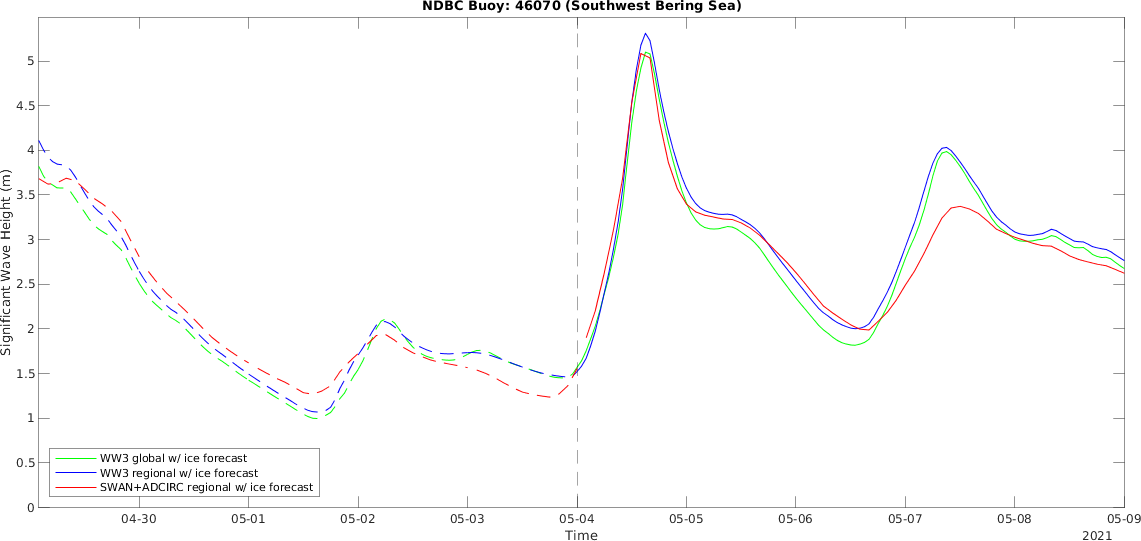 NDBC Buoy: 46070 (Southwest Bering Sea)
Significant Wave Height (m)
5
4.5
4
3.5
3
2.5
2
1.5
1
0.5
0
WW3 global w/ ice forecast
WW3 regional w/ ice forecast
SWAN+ADCIRC regional w/ ice forecast
04-30 05-01 05-02 05-03 05-04 05-05 05-06 05-07 05-08 05-09
Time
2021